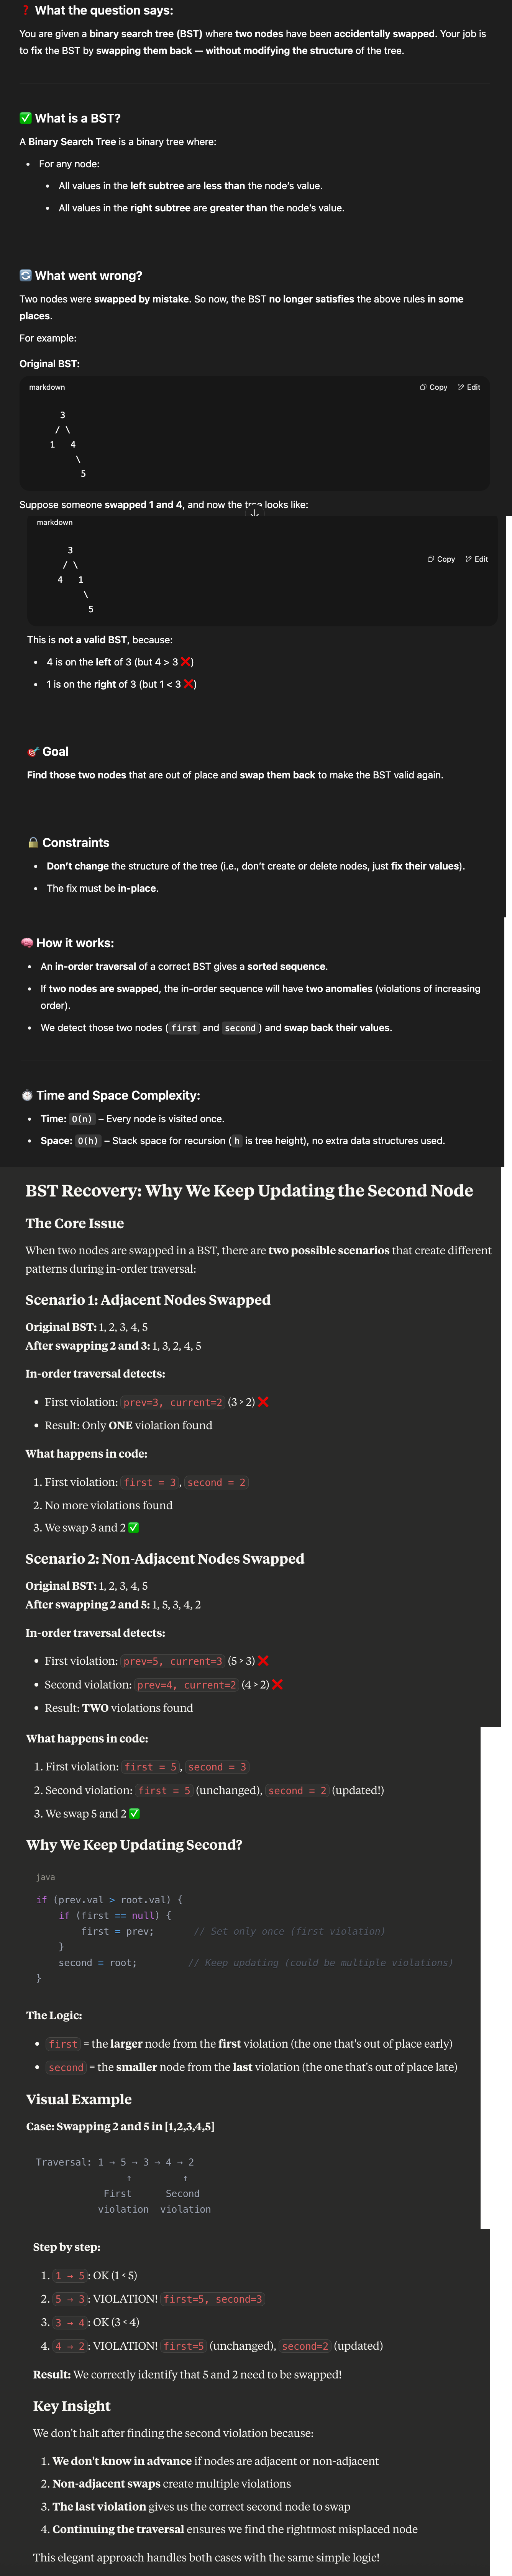 ❓ What the question says:
You are given a binary search tree (BST) where two nodes have been accidentally swapped. Your job is
to fix the BST by swapping them back — without modifying the structure of the tree.
✅ What is a BST?
A Binary Search Tree is a binary tree where:
• For any node:
• All values in the left subtree are less than the node's value.
• All values in the right subtree are greater than the node's value.
🔄 What went wrong?
Two nodes were swapped by mistake. So now, the BST no longer satisfies the above rules in some
places.
For example:
Original BST:
markdown Copy Edit
3
/ \
1 4
\
5
Suppose someone swapped 1 and 4, and now the tree looks like:
markdown
Copy Edit
3
/ \
4 1
\
5
This is not a valid BST, because:
• 4 is on the left of 3 (but 4 > 3 ❌)
• 1 is on the right of 3 (but 1 < 3 ❌)
🎯 Goal
Find those two nodes that are out of place and swap them back to make the BST valid again.
🔒 Constraints
• Don't change the structure of the tree (i.e., don't create or delete nodes, just fix their values).
• The fix must be in-place.
🧠 How it works:
• An in-order traversal of a correct BST gives a sorted sequence.
• If two nodes are swapped, the in-order sequence will have two anomalies (violations of increasing
order).
• We detect those two nodes ( first and second ) and swap back their values.
⏱️ Time and Space Complexity:
• Time: O(n) – Every node is visited once.
• Space: O(h) – Stack space for recursion ( h is tree height), no extra data structures used.
BST Recovery: Why We Keep Updating the Second Node
The Core Issue
When two nodes are swapped in a BST, there are two possible scenarios that create different
patterns during in-order traversal:
Scenario 1: Adjacent Nodes Swapped
Original BST: 1, 2, 3, 4, 5
After swapping 2 and 3: 1, 3, 2, 4, 5
In-order traversal detects:
• First violation: prev=3, current=2 (3 > 2) ❌
• Result: Only ONE violation found
What happens in code:
1. First violation: first = 3 , second = 2
2. No more violations found
3. We swap 3 and 2 ✅
Scenario 2: Non-Adjacent Nodes Swapped
Original BST: 1, 2, 3, 4, 5
After swapping 2 and 5: 1, 5, 3, 4, 2
In-order traversal detects:
• First violation: prev=5, current=3 (5 > 3) ❌
• Second violation: prev=4, current=2 (4 > 2) ❌
• Result: TWO violations found
What happens in code:
1. First violation: first = 5 , second = 3
2. Second violation: first = 5 (unchanged), second = 2 (updated!)
3. We swap 5 and 2 ✅
Why We Keep Updating Second?
java
if (prev.val > root.val) {
if (first == null) {
first = prev; // Set only once (first violation)
}
second = root; // Keep updating (could be multiple violations)
}
The Logic:
• first = the larger node from the first violation (the one that's out of place early)
• second = the smaller node from the last violation (the one that's out of place late)
Visual Example
Case: Swapping 2 and 5 in [1,2,3,4,5]
Traversal: 1 → 5 → 3 → 4 → 2
↑ ↑
First Second
violation violation
Step by step:
1. 1 → 5 : OK (1 < 5)
2. 5 → 3 : VIOLATION! first=5, second=3
3. 3 → 4 : OK (3 < 4)
4. 4 → 2 : VIOLATION! first=5 (unchanged), second=2 (updated)
Result: We correctly identify that 5 and 2 need to be swapped!
Key Insight
We don't halt after finding the second violation because:
1. We don't know in advance if nodes are adjacent or non-adjacent
2. Non-adjacent swaps create multiple violations
3. The last violation gives us the correct second node to swap
4. Continuing the traversal ensures we find the rightmost misplaced node
This elegant approach handles both cases with the same simple logic!